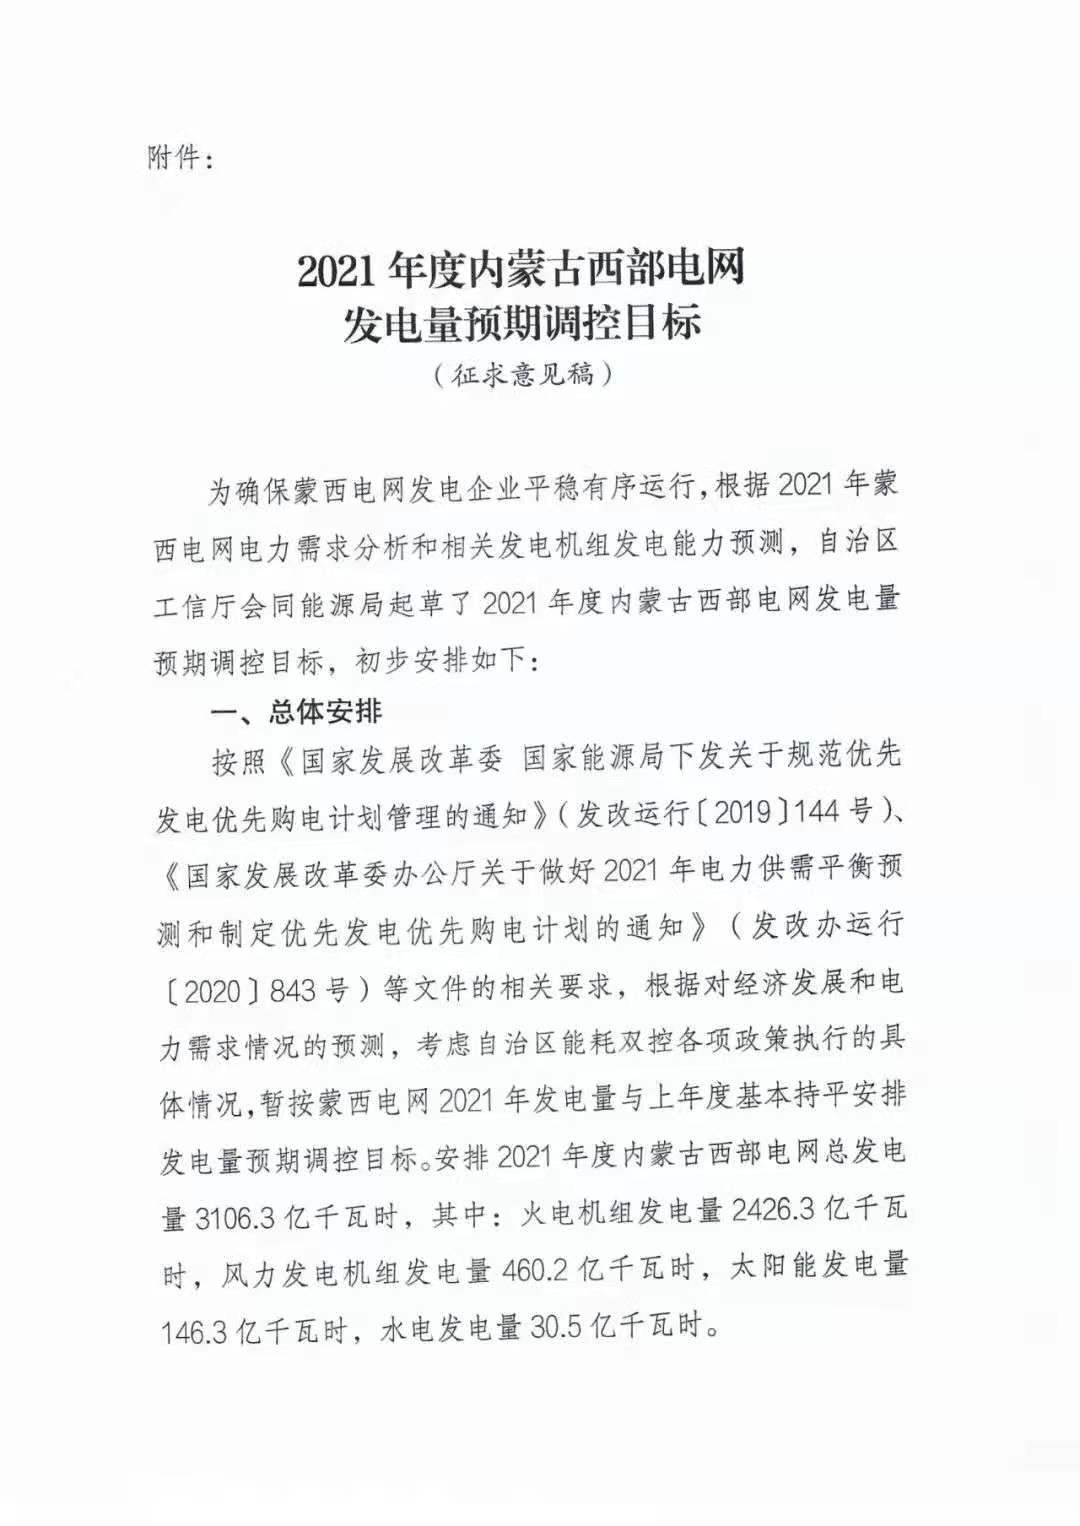 附件：
2021 年度内蒙古西部电网
发电量预期调控目标
（征求意见稿）
为确保蒙西电网发电企业平稳有序运行，根据 2021 年蒙
西电网电力需求分析和相关发电机组发电能力预测，自治区
工信厅会同能源局起草了 2021 年度内蒙古西部电网发电量
预期调控目标，初步安排如下：
一、总体安排
按照《国家发展改革委 国家能源局下发关于规范优先
发电优先购电计划管理的通知》（发改运行〔2019〕144 号）、
《国家发展改革委办公厅关于做好 2021 年电力供需平衡预
测和制定优先发电优先购电计划的通知》（发改办运行
〔2020〕843 号）等文件的相关要求，根据对经济发展和电
力需求情况的预测，考虑自治区能耗双控各项政策执行的具
体情况，暂按蒙西电网 2021 年发电量与上年度基本持平安排
发电量预期调控目标。安排 2021 年度内蒙古西部电网总发电
量 3106.3 亿千瓦时，其中：火电机组发电量 2426.3 亿千瓦
时，风力发电机组发电量 460.2 亿千瓦时，太阳能发电量
146.3 亿千瓦时，水电发电量 30.5 亿千瓦时。